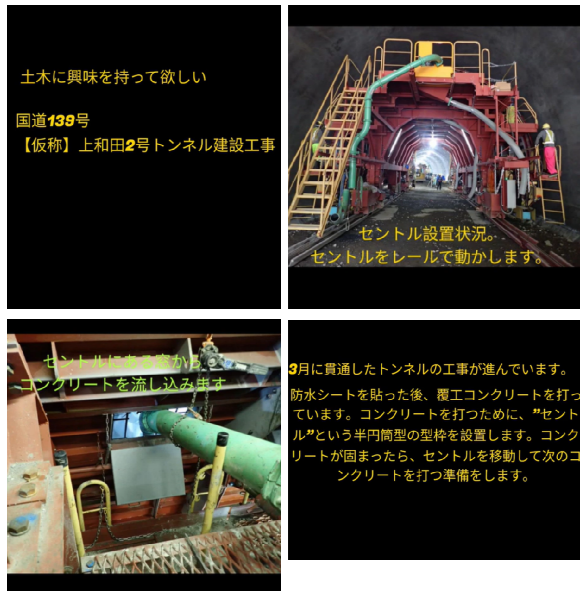 土木に興味を持って欲しい
国道139号
【仮称】上和田2号トンネル建設工事
セントル設置状況。
セントルをレールで動かします。
セントルにある窓から
コンクリートを流し込みます
3月に貫通したトンネルの工事が進んでいます。
防水シートを貼った後、覆工コンクリートを打っ
ています。コンクリートを打つために、”セント
ル”という半円筒型の型枠を設置します。コンク
リートが固まったら、セントルを移動して次のコ
ンクリートを打つ準備をします。